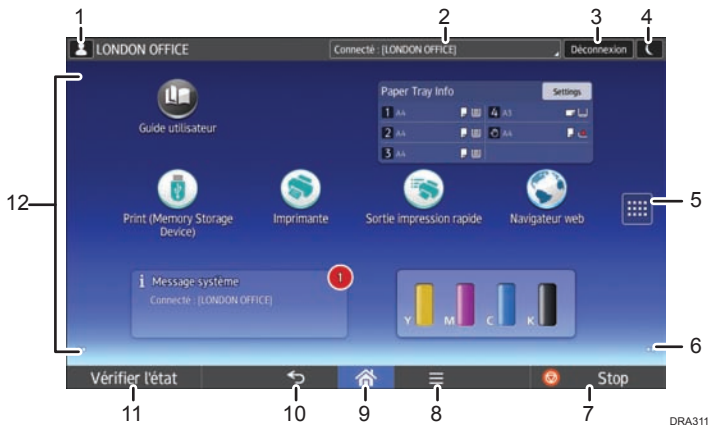 1 2 3 4
LONDON OFFICE
Connecté : [LONDON OFFICE]
Déconnexion
12
Guide utilisateur
Paper Tray Info
Settings
1 A4
4 A3
2 A4
A4
3 A4
5
Print (Memory Storage
Device)
Imprimante
Sortie impression rapide
Navigateur web
i Message système
1
Connecté : [LONDON OFFICE]
Y M C K
6
Vérifier l'état
Stop
11 10 9 8 7
DRA311